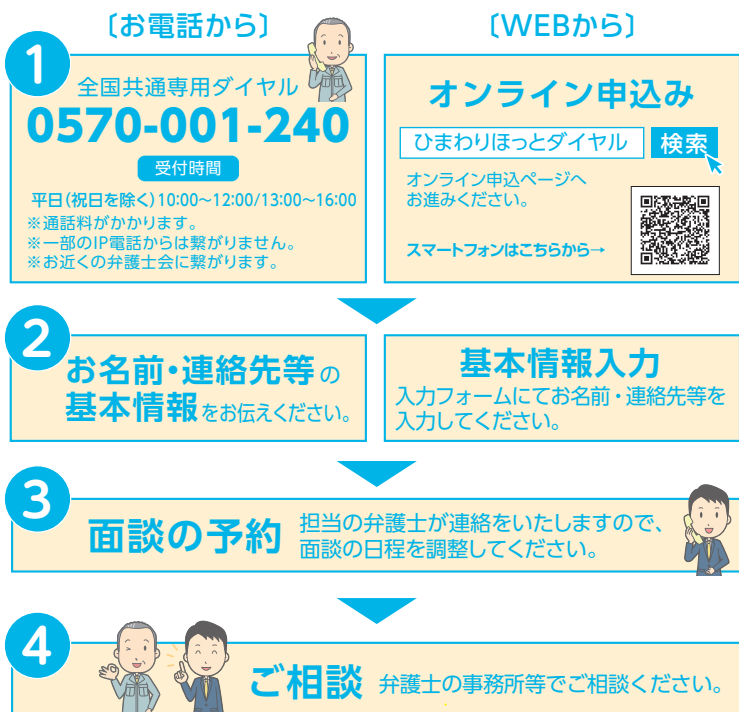 〔お電話から〕
1
全国共通専用ダイヤル
0570-001-240
受付時間
平日(祝日を除く)10:00〜12:00/13:00〜16:00
※通話料がかかります。
※一部のIP電話からは繋がりません。
※お近くの弁護士会に繋がります。
〔WEBから〕
オンライン申込み
ひまわりほっとダイヤル 検索
オンライン申込ページへ
お進みください。
スマートフォンはこちらから→
2
お名前・連絡先等の
基本情報をお伝えください。
基本情報入力
入力フォームにてお名前・連絡先等を
入力してください。
3
面談の予約
担当の弁護士が連絡をいたしますので、
面談の日程を調整してください。
4
ご相談 弁護士の事務所等でご相談ください。